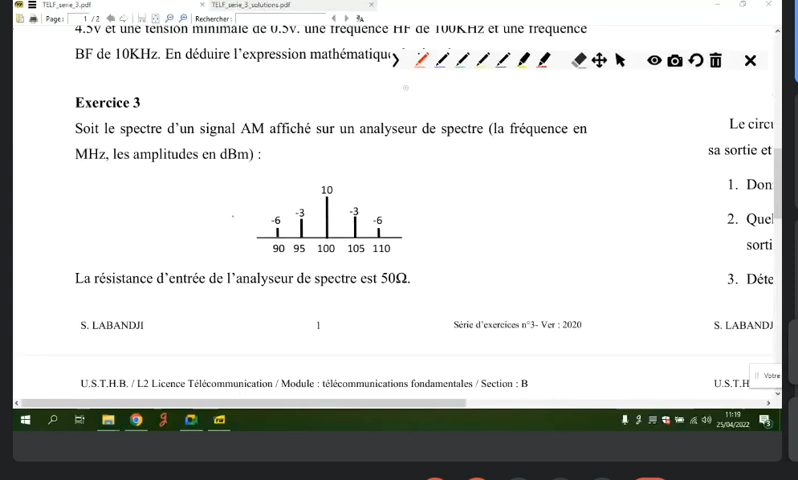 TELF_serie_3.pdf
TELF_serie_3_solutions.pdf
Page: 1 / 2 Rechercher:
4.5V et une tension minimale de 0.5V. une fréquence HF de 100KHz et une fréquence
BF de 10KHz. En déduire l'expression
Exercice 3
Soit le spectre d'un signal AM affiché sur un analyseur de spectre (la fréquence en
MHz, les amplitudes en dBm) :
10
-3 -3
-6 -6
90 95 100 105 110
La résistance d'entrée de l'analyseur de spectre est 50Ω.
S. LABANDJI 1 Série d'exercices n°3- Ver : 2020
U.S.T.H.B. / L2 Licence Télécommunication / Module : télécommunications fondamentales / Section : B
Le circu
sa sortie et
1. Don
2. Quel
sorti
3. Déte
S. LABANDJ
U.S.T.H
Votre
11:19
25/04/2022